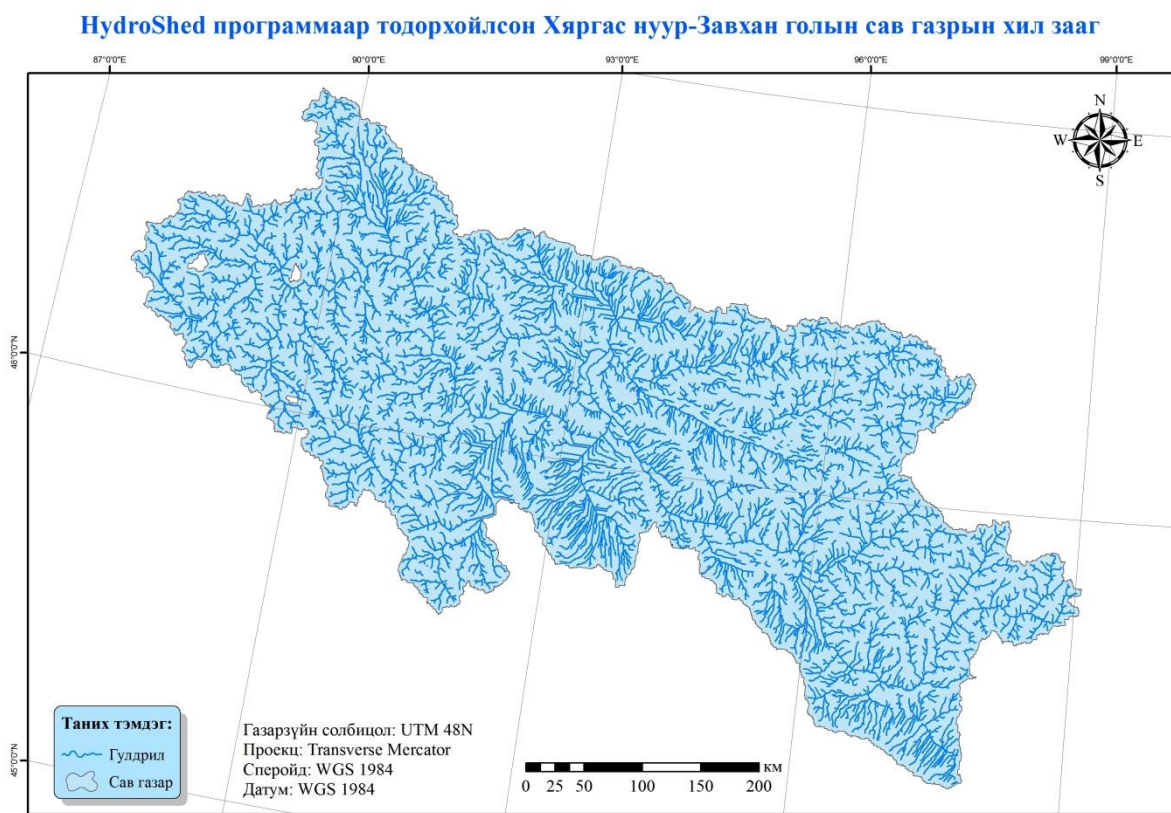 HydroShed программаар тодорхойлсон Хяргас нуур-Завхан голын сав газрын хил зааг
87°0'0"E 90°0'0"E 93°0'0"E 96°0'0"E 99°0'0"E
N
W E
S
48°0'0"N
45°0'0"N
Таних тэмдэг:
Гулдрил
Сав газар
Газарзүйн солбицол: UTM 48N
Проекц: Transverse Mercator
Сперойд: WGS 1984
Датум: WGS 1984
км
0 25 50 100 150 200